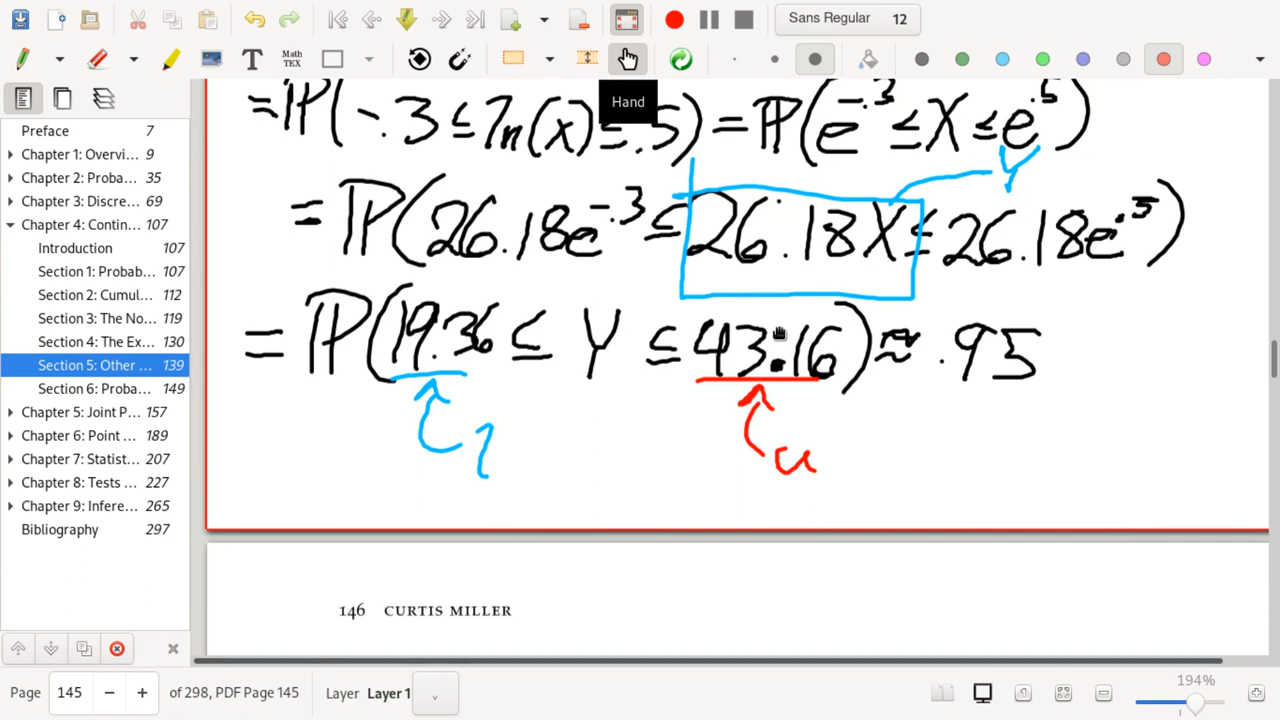 Sans Regular 12
Math
TEX
Hand
Preface 7
Chapter 1: Overvi... 9
Chapter 2: Proba... 35
Chapter 3: Discre... 69
Chapter 4: Contin... 107
Introduction 107
Section 1: Probab... 107
Section 2: Cumul... 112
Section 3: The No... 119
Section 4: The Ex... 130
Section 5: Other ... 139
Section 6: Proba... 149
Chapter 5: Joint P... 157
Chapter 6: Point ... 189
Chapter 7: Statist... 207
Chapter 8: Tests ... 227
Chapter 9: Infere... 265
Bibliography 297
=ℙ(-.3≤ln(x)≤.5)=ℙ(e^-.3≤X≤e^.5)
Y
=ℙ(26.18e^-.3≤26.18X≤26.18e^.5)
=ℙ(19.36≤Y≤43.16)≈.95
l
u
146 CURTIS MILLER
Page 145 of 298, PDF Page 145 Layer Layer 1
194%